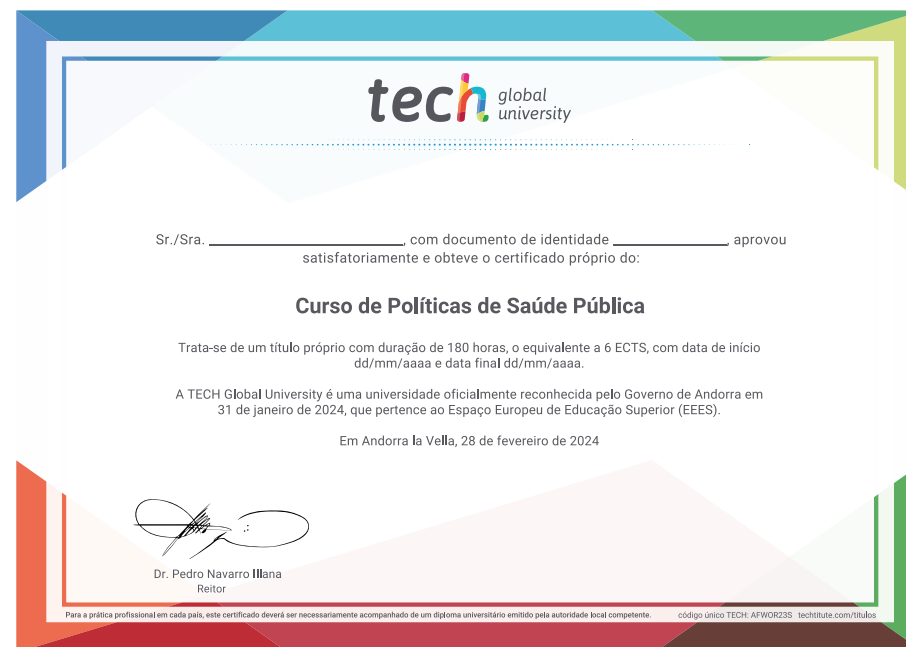 tech global university
Sr./Sra. , com documento de identidade , aprovou
satisfatoriamente e obteve o certificado próprio do:
Curso de Políticas de Saúde Pública
Trata-se de um título próprio com duração de 180 horas, o equivalente a 6 ECTS, com data de início
dd/mm/aaaa e data final dd/mm/aaaa.
A TECH Global University é uma universidade oficialmente reconhecida pelo Governo de Andorra em
31 de janeiro de 2024, que pertence ao Espaço Europeu de Educação Superior (EEES).
Em Andorra la Vella, 28 de fevereiro de 2024
Dr. Pedro Navarro Illana
Reitor
Para a prática profissional em cada país, este certificado deverá ser necessariamente acompanhado de um diploma universitário emitido pela autoridade local competente. código único TECH: AFWOR23S techtitute.com/titulos